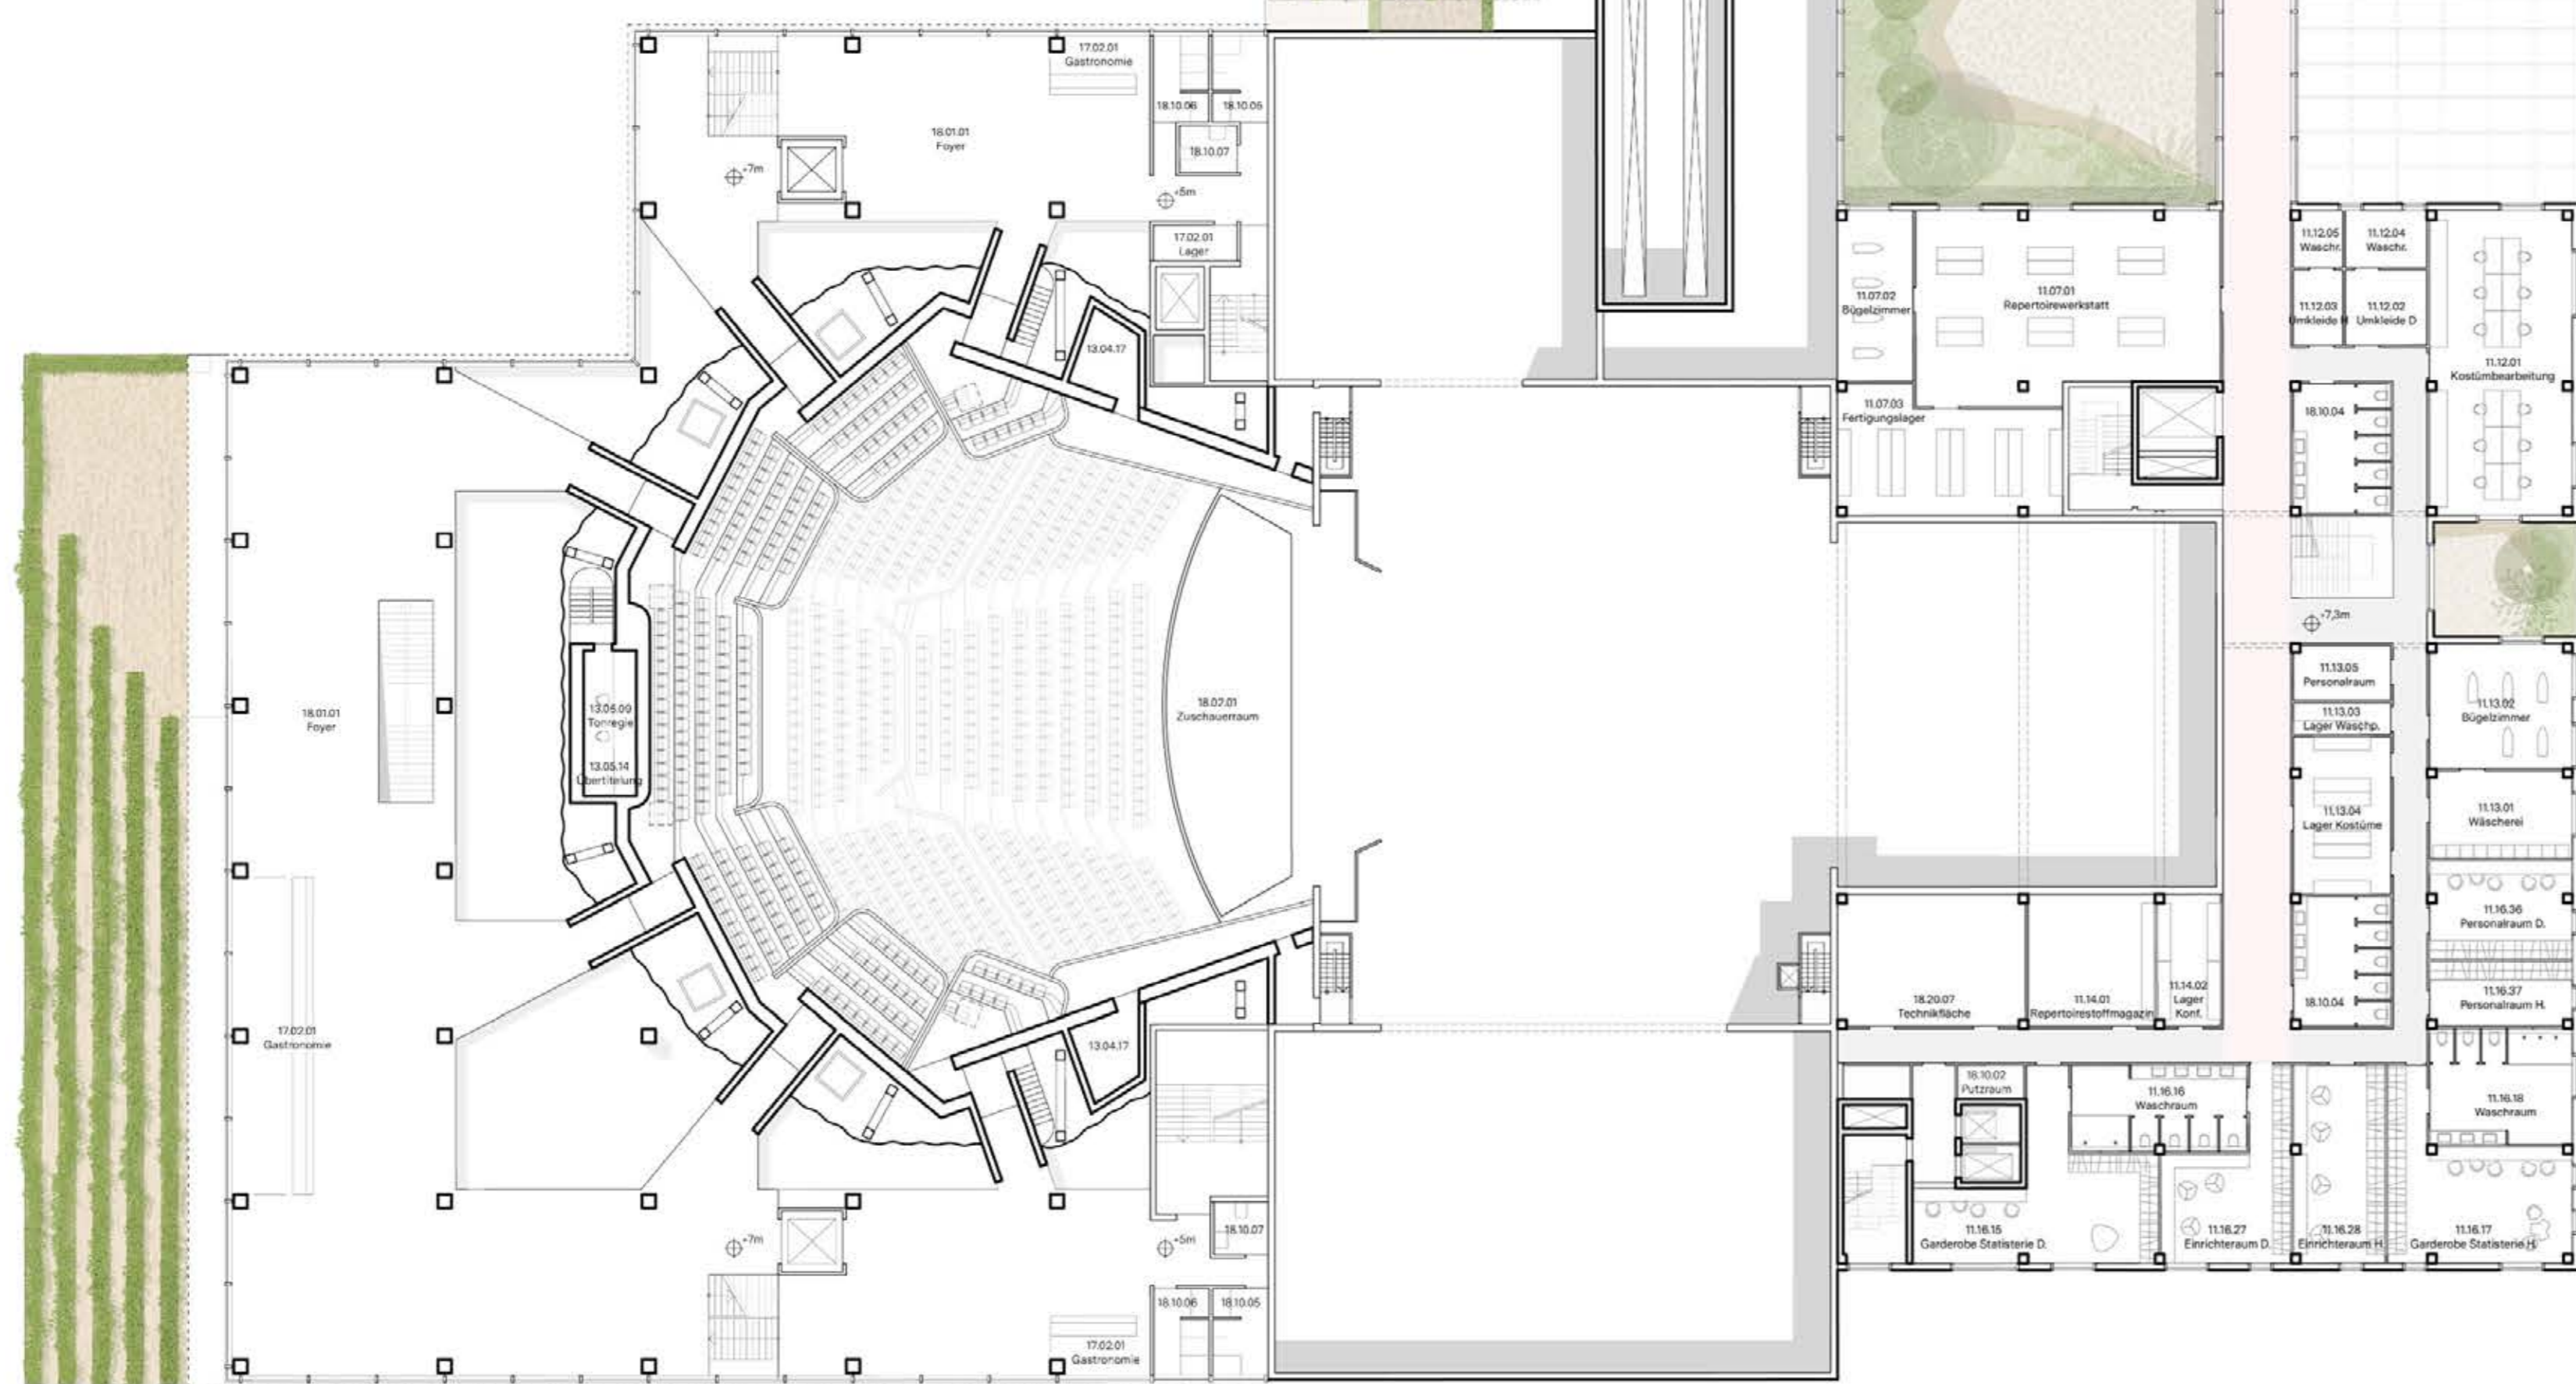 17.02.01
Gastronomie
18.10.06
18.10.05
18.01.01
Foyer
18.10.07
+7m
+5m
17.02.01
Lager
13.04.17
11.07.02
Bügelzimmer
11.07.01
Repertoirewerkstatt
11.07.03
Fertigungslager
11.12.05
Waschr.
11.12.04
Waschr.
11.12.03
Umkleide H
11.12.02
Umkleide D
11.12.01
Kostümbearbeitung
18.10.04
+7,3m
18.01.01
Foyer
13.05.09
Tonregie
13.05.14
Übertitelung
18.02.01
Zuschauerraum
11.13.05
Personalraum
11.13.03
Lager Waschp.
11.13.02
Bügelzimmer
11.13.04
Lager Kostüme
11.13.01
Wäscherei
11.16.36
Personalraum D.
11.16.37
Personalraum H.
18.10.04
18.20.07
Technikfläche
11.14.01
Repertoirestoffmagazin
11.14.02
Lager
Konf.
17.02.01
Gastronomie
13.04.17
18.10.02
Putzraum
11.16.16
Waschraum
11.16.18
Waschraum
11.16.15
Garderobe Statisterie D.
11.16.27
Einrichteraum D.
11.16.28
Einrichteraum H.
11.16.17
Garderobe Statisterie H.
+7m
+5m
18.10.07
18.10.06
18.10.05
17.02.01
Gastronomie